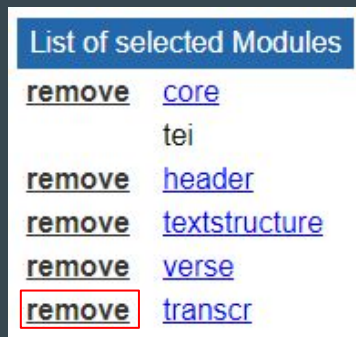 List of selected Modules
remove core
tei
remove header
remove textstructure
remove verse
remove transcr